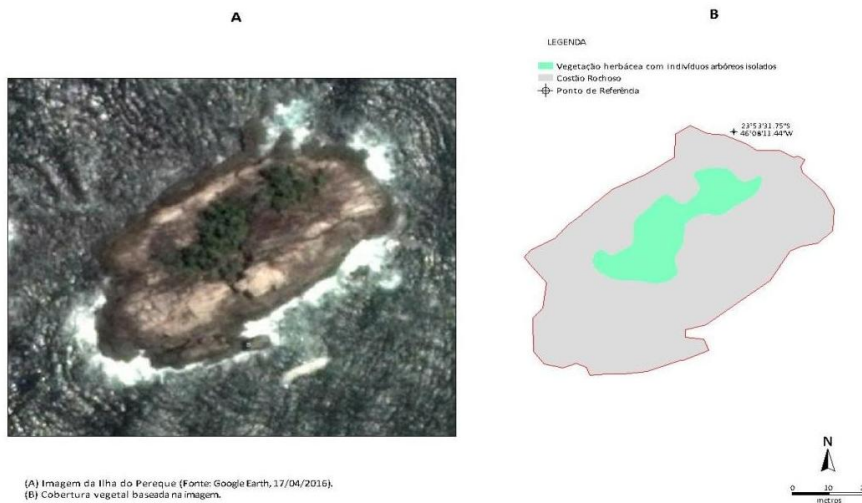 A
B
LEGENDA
Vegetação herbácea com indivíduos arbóreos isolados
Costão Rochoso
Ponto de Referência
23°53'31.75"S
46°08'11.44"W
N
0 10 2
metros
(A) Imagem da Ilha do Pereque (Fonte: Google Earth, 17/04/2016).
(B) Cobertura vegetal baseada na imagem.